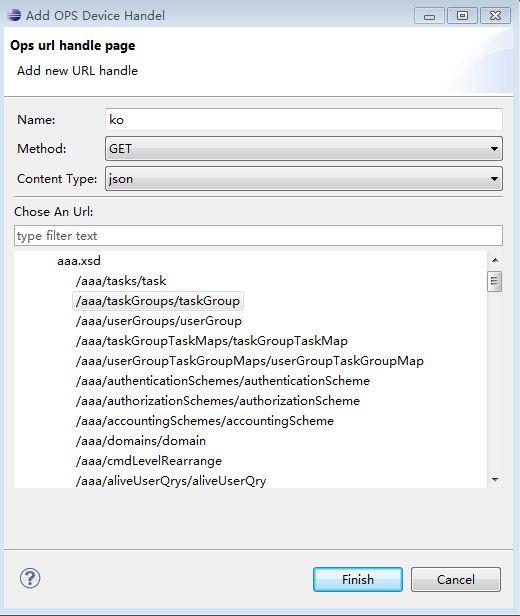 Add OPS Device Handel
Ops url handle page
Add new URL handle
Name: ko
Method: GET
Content Type: json
Chose An Url:
type filter text
aaa.xsd
/aaa/tasks/task
/aaa/taskGroups/taskGroup
/aaa/userGroups/userGroup
/aaa/taskGroupTaskMaps/taskGroupTaskMap
/aaa/userGroupTaskGroupMaps/userGroupTaskGroupMap
/aaa/authenticationSchemes/authenticationScheme
/aaa/authorizationSchemes/authorizationScheme
/aaa/accountingSchemes/accountingScheme
/aaa/domains/domain
/aaa/cmdLevelRearrange
/aaa/aliveUserQrys/aliveUserQry
? Finish Cancel